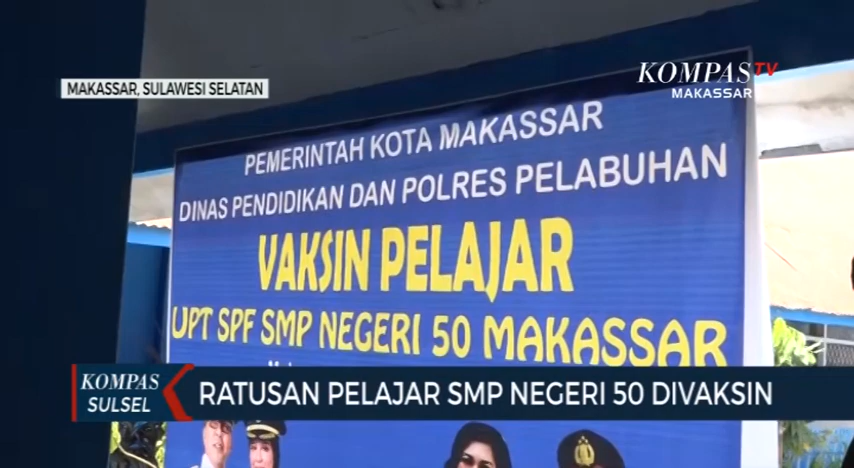 KOMPAS TV
MAKASSAR
MAKASSAR, SULAWESI SELATAN
PEMERINTAH KOTA MAKASSAR
DINAS PENDIDIKAN DAN POLRES PELABUHAN
VAKSIN PELAJAR
UPT SPF SMP NEGERI 50 MAKASSAR
KOMPAS
SULSEL
RATUSAN PELAJAR SMP NEGERI 50 DIVAKSIN